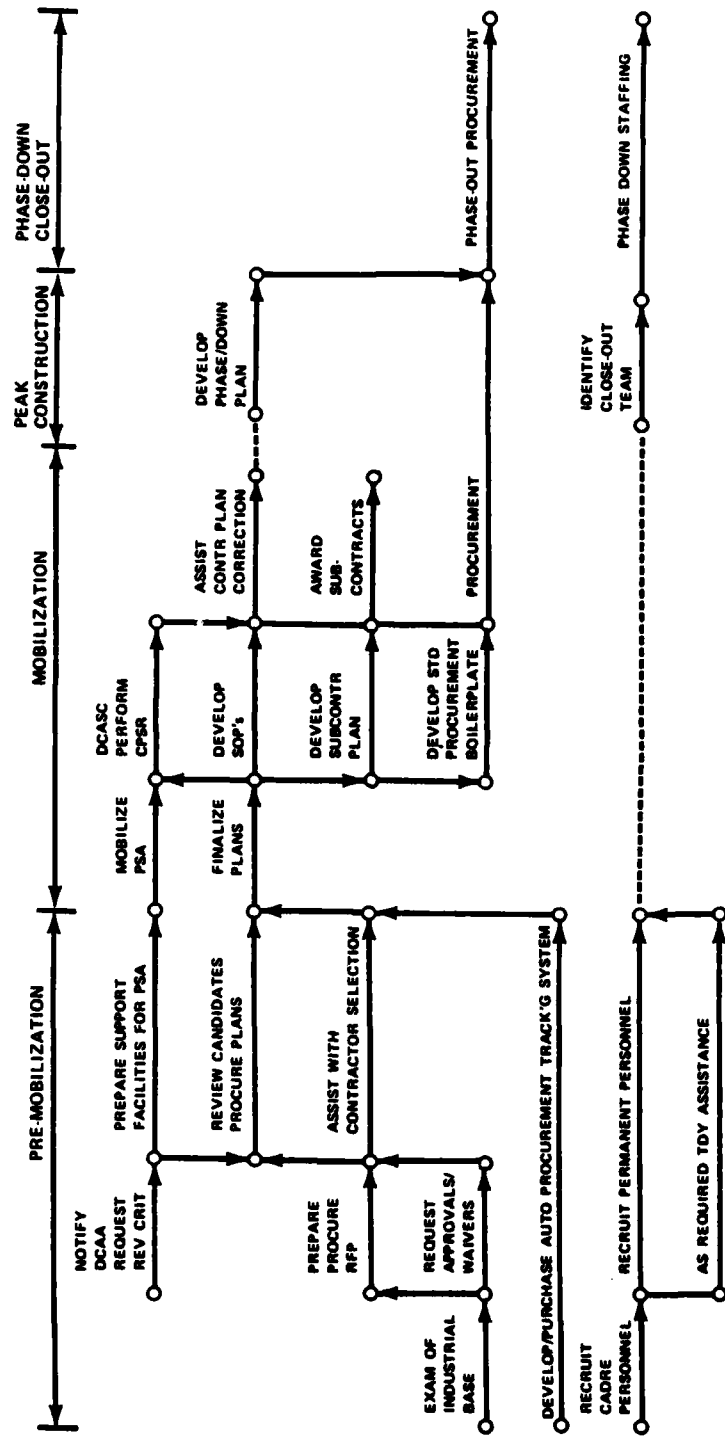 PRE-MOBILIZATION
MOBILIZATION
PEAK
CONSTRUCTION
PHASE-DOWN
CLOSE-OUT
NOTIFY
DCAA
REQUEST
REV CRIT
PREPARE SUPPORT
FACILITIES FOR PSA
MOBILIZE
PSA
DCASC
PERFORM
CPSR
REVIEW CANDIDATES
PROCURE PLANS
FINALIZE
PLANS
DEVELOP
SOP's
ASSIST
CONTR PLAN
CORRECTION
DEVELOP
PHASE/DOWN
PLAN
PREPARE
PROCURE
RFP
ASSIST WITH
CONTRACTOR SELECTION
DEVELOP
SUBCONTR
PLAN
AWARD
SUB-
CONTRACTS
EXAM OF
INDUSTRIAL
BASE
REQUEST
APPROVALS/
WAIVERS
DEVELOP STD
PROCUREMENT
BOILERPLATE
PROCUREMENT
PHASE-OUT PROCUREMENT
DEVELOP/PURCHASE AUTO PROCUREMENT TRACK'G SYSTEM
RECRUIT
CADRE
PERSONNEL
RECRUIT PERMANENT PERSONNEL
IDENTIFY
CLOSE-OUT
TEAM
PHASE DOWN STAFFING
AS REQUIRED TDY ASSISTANCE